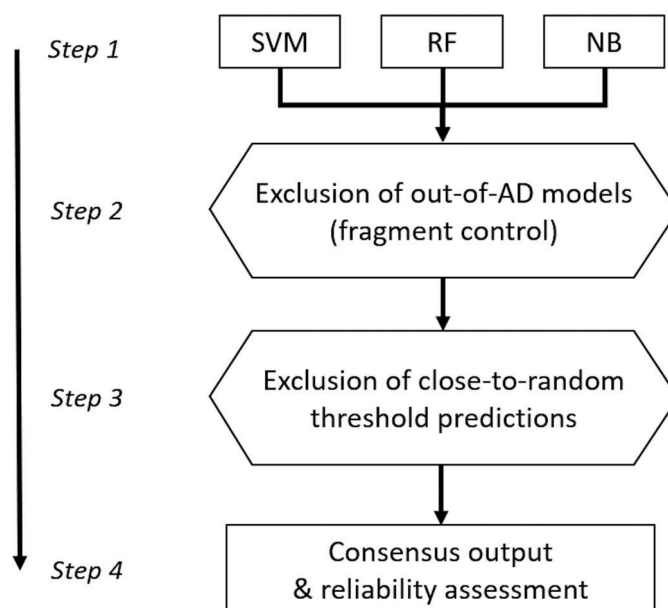 Step 1
SVM
RF
NB
Step 2
Exclusion of out-of-AD models
(fragment control)
Step 3
Exclusion of close-to-random
threshold predictions
Step 4
Consensus output
& reliability assessment